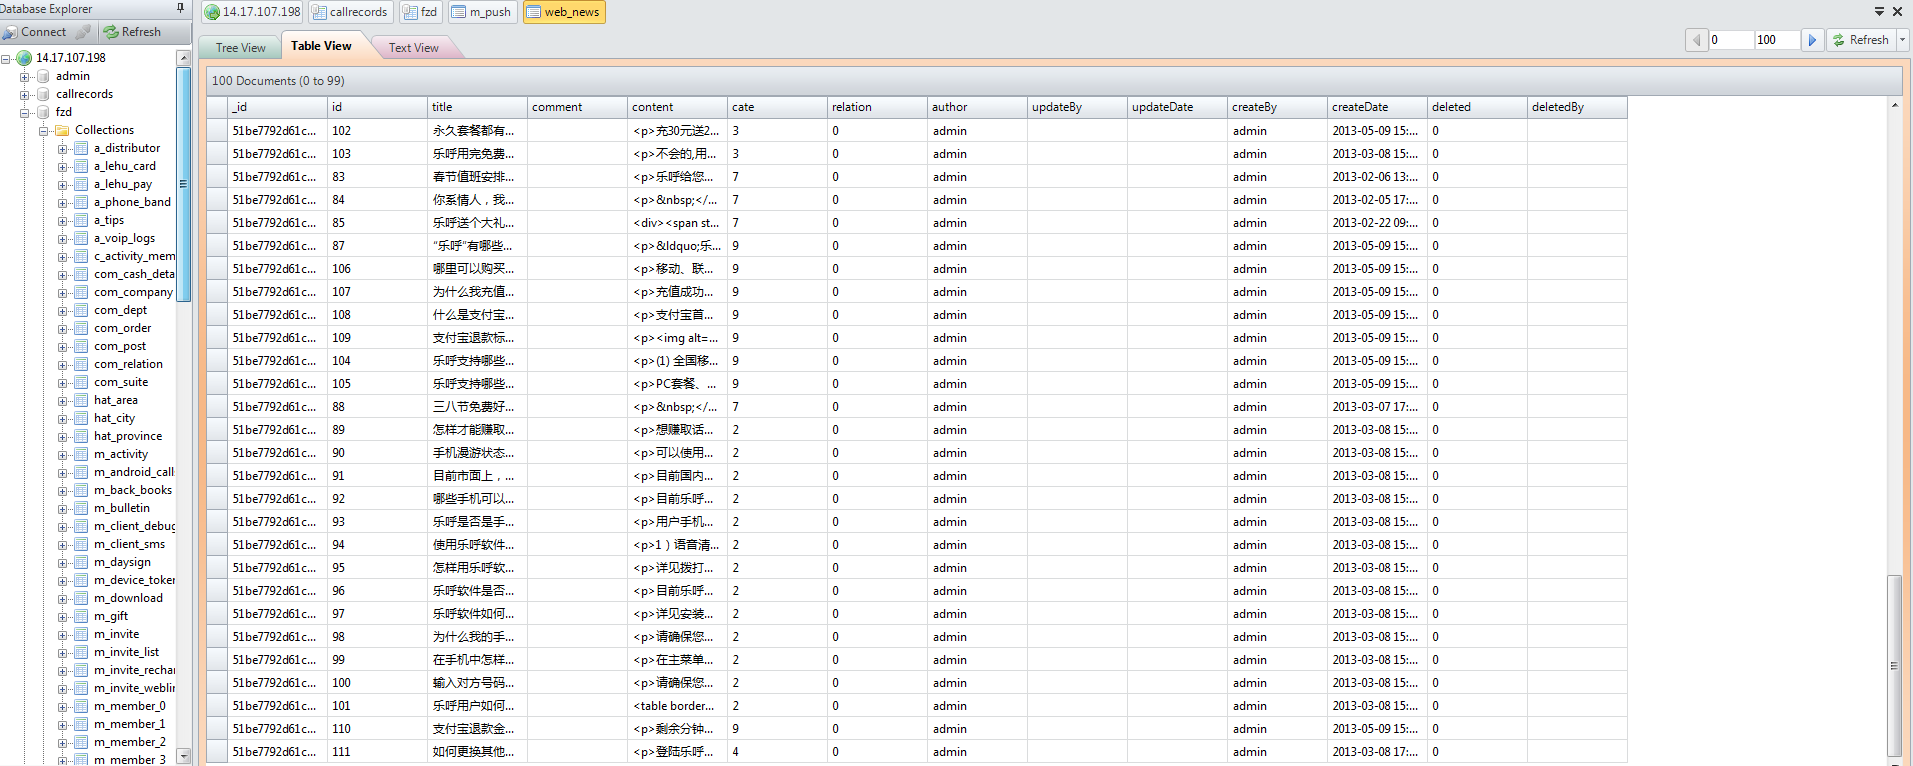 Database Explorer
Connect Refresh
14.17.107.198
admin
callrecords
fzd
Collections
a_distributor
a_lehu_card
a_lehu_pay
a_phone_band
a_tips
a_voip_logs
c_activity_mem
com_cash_deta
com_company
com_dept
com_order
com_post
com_relation
com_suite
hat_area
hat_city
hat_province
m_activity
m_android_call
m_back_books
m_bulletin
m_client_debug
m_client_sms
m_daysign
m_device_token
m_download
m_gift
m_invite
m_invite_list
m_invite_rechar
m_invite_weblin
m_member_0
m_member_1
m_member_2
m_member_3
14.17.107.198 callrecords fzd m_push web_news
Tree View Table View Text View 0 100 Refresh
100 Documents (0 to 99)
_id id title comment content cate relation author updateBy updateDate createBy createDate deleted deletedBy
51be7792d61c... 102 永久套餐都有... <p>充30元送2... 3 0 admin admin 2013-05-09 15:... 0
51be7792d61c... 103 乐呼用完免费... <p>不会的,用... 3 0 admin admin 2013-03-08 15:... 0
51be7792d61c... 83 春节值班安排... <p>乐呼给您... 7 0 admin admin 2013-02-06 13:... 0
51be7792d61c... 84 你系情人，我... <p>&nbsp;</... 7 0 admin admin 2013-02-05 17:... 0
51be7792d61c... 85 乐呼送个大礼... <div><span st... 7 0 admin admin 2013-02-22 09:... 0
51be7792d61c... 87 “乐呼”有哪些... <p>&ldquo;乐... 9 0 admin admin 2013-05-09 15:... 0
51be7792d61c... 106 哪里可以购买... <p>移动、联... 9 0 admin admin 2013-05-09 15:... 0
51be7792d61c... 107 为什么我充值... <p>充值成功... 9 0 admin admin 2013-05-09 15:... 0
51be7792d61c... 108 什么是支付宝... <p>支付宝首... 9 0 admin admin 2013-05-09 15:... 0
51be7792d61c... 109 支付宝退款标... <p><img alt=... 9 0 admin admin 2013-05-09 15:... 0
51be7792d61c... 104 乐呼支持哪些... <p>(1) 全国移... 9 0 admin admin 2013-05-09 15:... 0
51be7792d61c... 105 乐呼支持哪些... <p>PC套餐、... 9 0 admin admin 2013-05-09 15:... 0
51be7792d61c... 88 三八节免费好... <p>&nbsp;</... 7 0 admin admin 2013-03-07 17:... 0
51be7792d61c... 89 怎样才能赚取... <p>想赚取话... 2 0 admin admin 2013-03-08 15:... 0
51be7792d61c... 90 手机漫游状态... <p>可以使用... 2 0 admin admin 2013-03-08 15:... 0
51be7792d61c... 91 目前市面上，... <p>目前国内... 2 0 admin admin 2013-03-08 15:... 0
51be7792d61c... 92 哪些手机可以... <p>目前乐呼... 2 0 admin admin 2013-03-08 15:... 0
51be7792d61c... 93 乐呼是否是手... <p>用户手机... 2 0 admin admin 2013-03-08 15:... 0
51be7792d61c... 94 使用乐呼软件... <p>1）语音清... 2 0 admin admin 2013-03-08 15:... 0
51be7792d61c... 95 怎样用乐呼软... <p>详见拨打... 2 0 admin admin 2013-03-08 15:... 0
51be7792d61c... 96 乐呼软件是否... <p>目前乐呼... 2 0 admin admin 2013-03-08 15:... 0
51be7792d61c... 97 乐呼软件如何... <p>详见安装... 2 0 admin admin 2013-03-08 15:... 0
51be7792d61c... 98 为什么我的手... <p>请确保您... 2 0 admin admin 2013-03-08 15:... 0
51be7792d61c... 99 在手机中怎样... <p>在主菜单... 2 0 admin admin 2013-03-08 15:... 0
51be7792d61c... 100 输入对方号码... <p>请确保您... 2 0 admin admin 2013-03-08 15:... 0
51be7792d61c... 101 乐呼用户如何... <table border... 2 0 admin admin 2013-03-08 15:... 0
51be7792d61c... 110 支付宝退款金... <p>剩余分钟... 9 0 admin admin 2013-05-09 15:... 0
51be7792d61c... 111 如何更换其他... <p>登陆乐呼... 4 0 admin admin 2013-03-08 17:... 0